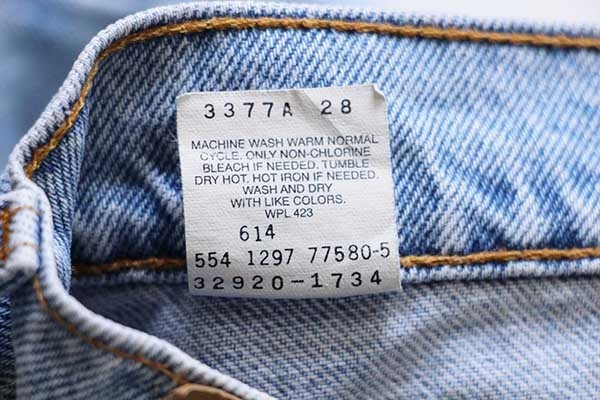 3377A 28
MACHINE WASH WARM NORMAL
CYCLE. ONLY NON-CHLORINE
BLEACH IF NEEDED. TUMBLE
DRY HOT. HOT IRON IF NEEDED.
WASH AND DRY
WITH LIKE COLORS.
WPL 423
614
554 1297 77580-5
32920-1734